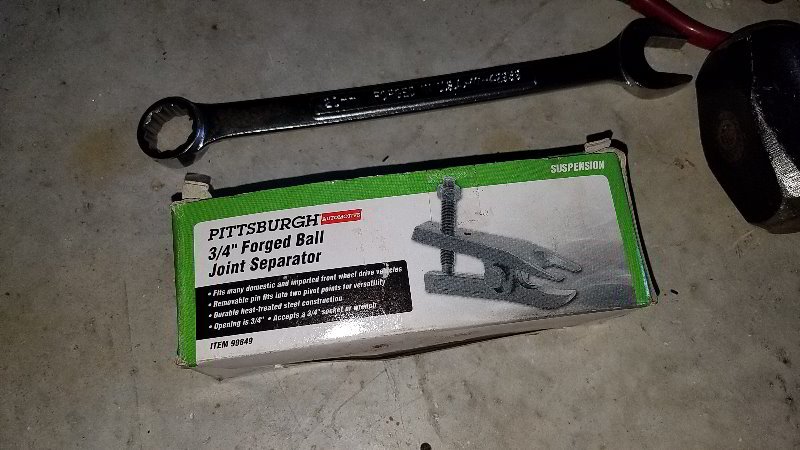 FORGED IN U.S.A.
SUSPENSION
PITTSBURGH AUTOMOTIVE
3/4" Forged Ball
Joint Separator
• Fits many domestic and imported front wheel drive vehicles
• Removable pin fits into two pivot points for versatility
• Durable heat-treated steel construction
• Opening is 3/4" • Accepts a 3/4" socket or wrench
ITEM 99849